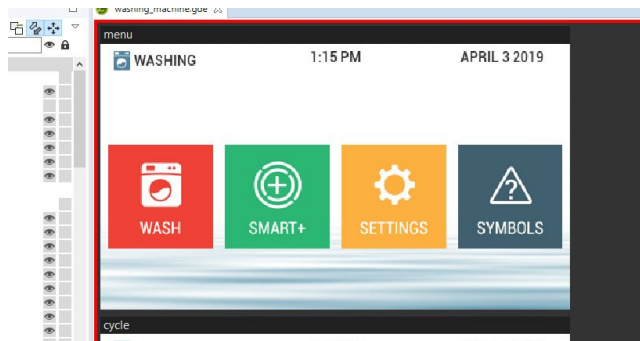 washing_machine.gde
menu
WASHING 1:15 PM APRIL 3 2019
WASH SMART+ SETTINGS SYMBOLS
cycle